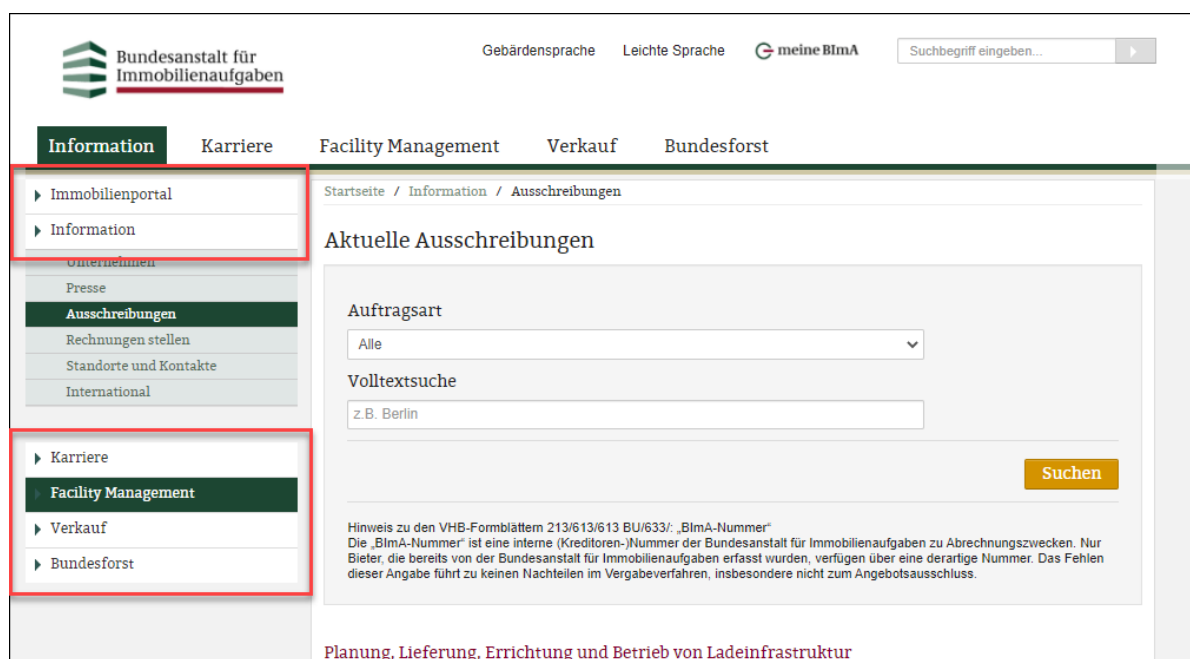 Bundesanstalt für
Immobilienaufgaben
Gebärdensprache Leichte Sprache meine BImA Suchbegriff eingeben...
Information Karriere Facility Management Verkauf Bundesforst
Immobilienportal
Information
Unternehmen
Presse
Ausschreibungen
Rechnungen stellen
Standorte und Kontakte
International
Karriere
Facility Management
Verkauf
Bundesforst
Startseite / Information / Ausschreibungen
Aktuelle Ausschreibungen
Auftragsart
Alle
Volltextsuche
z.B. Berlin
Suchen
Hinweis zu den VHB-Formblättern 213/613/613 BU/633/: „BImA-Nummer"
Die „BImA-Nummer" ist eine interne (Kreditoren-)Nummer der Bundesanstalt für Immobilienaufgaben zu Abrechnungszwecken. Nur
Bieter, die bereits von der Bundesanstalt für Immobilienaufgaben erfasst wurden, verfügen über eine derartige Nummer. Das Fehlen
dieser Angabe führt zu keinen Nachteilen im Vergabeverfahren, insbesondere nicht zum Angebotsausschluss.
Planung, Lieferung, Errichtung und Betrieb von Ladeinfrastruktur